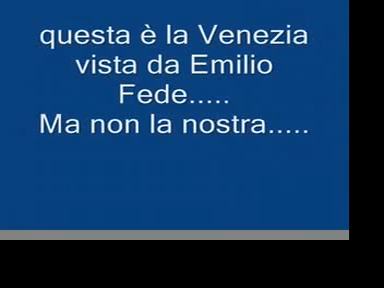 questa è la Venezia
vista da Emilio
Fede.....
Ma non la nostra.....